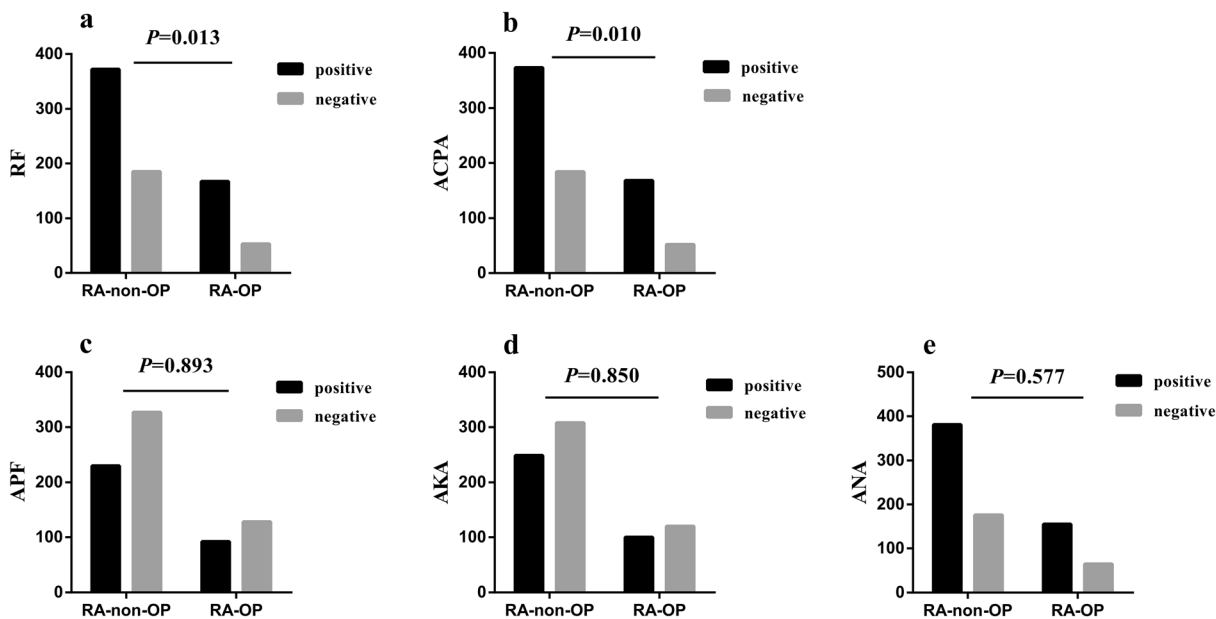 a
P=0.013
400
300
200
100
0
RF
positive
negative
RA-non-OP RA-OP
b
P=0.010
400
300
200
100
0
ACPA
positive
negative
RA-non-OP RA-OP
c
P=0.893
400
300
200
100
0
APF
positive
negative
RA-non-OP RA-OP
d
P=0.850
400
300
200
100
0
AKA
positive
negative
RA-non-OP RA-OP
e
P=0.577
500
400
300
200
100
0
ANA
positive
negative
RA-non-OP RA-OP